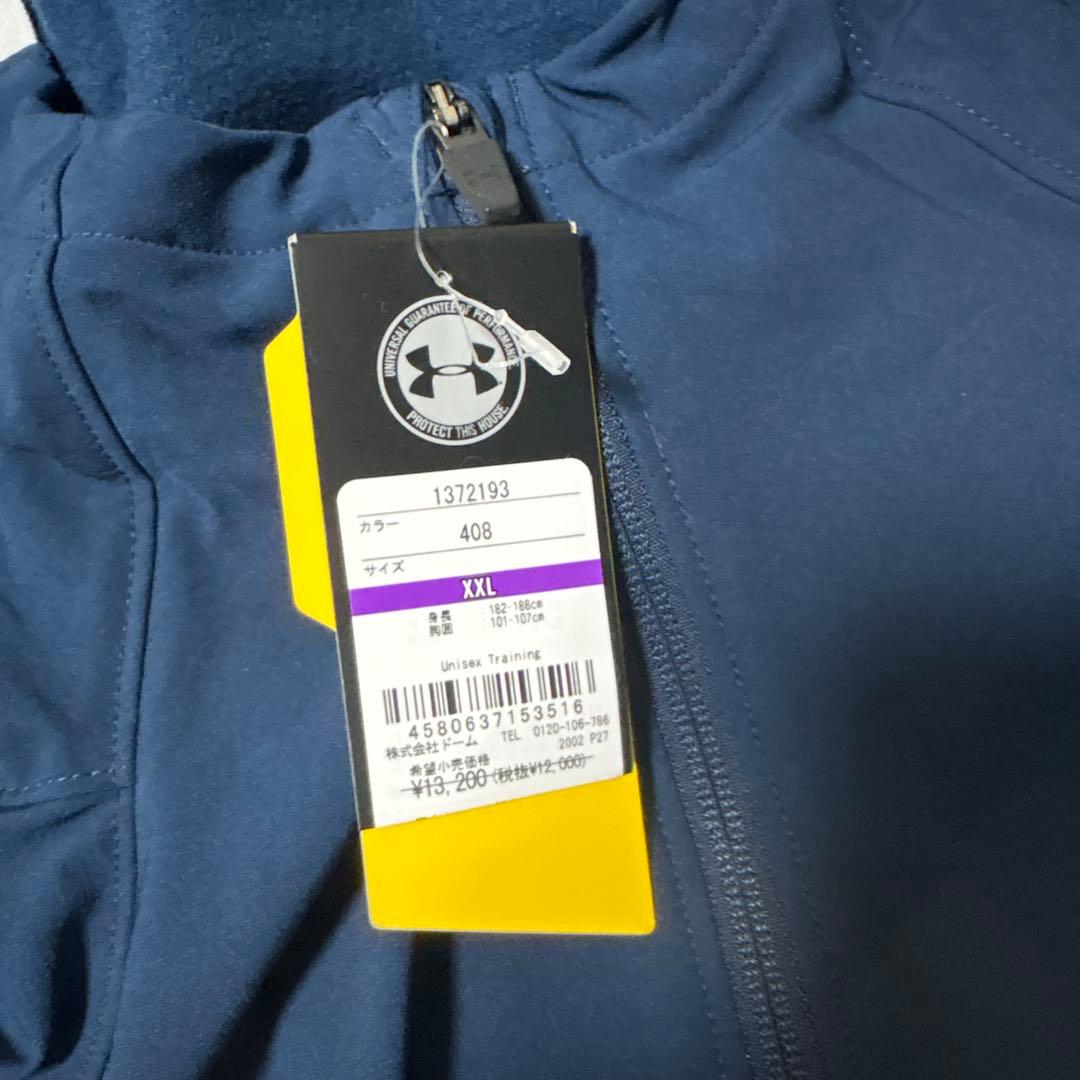 UNIVERSAL GUARANTEE OF PERFORMANCE
PROTECT THIS HOUSE.
1372193
カラー
408
サイズ
XXL
身長 : 182-188cm
胸囲 : 101-107cm
Unisex Training
4580637153516
株式会社ドーム TEL 0120-106-786
2002 P27
希望小売価格
¥13,200(税抜¥12,000)